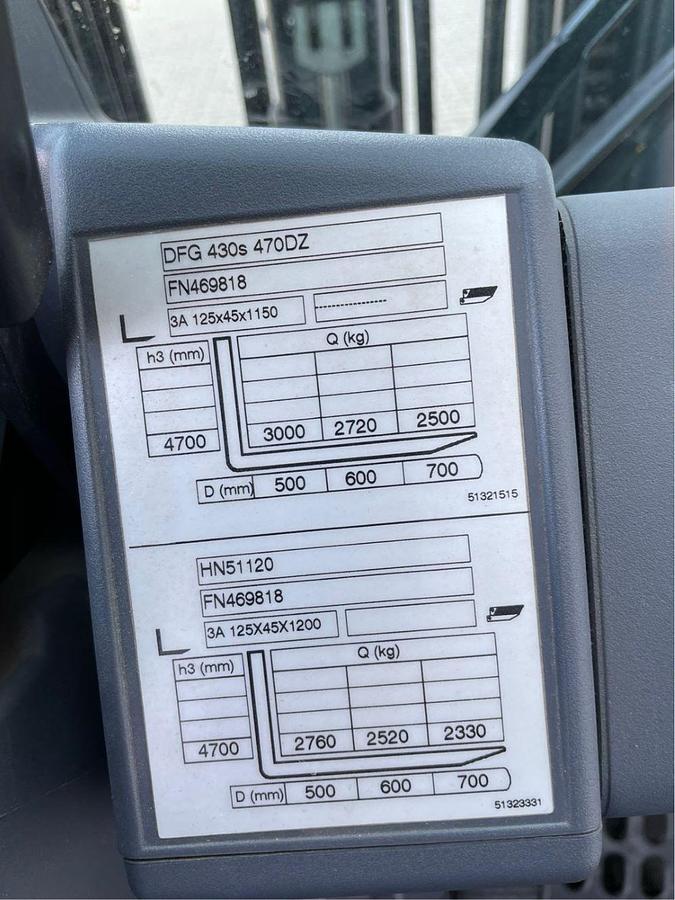 DFG 430s 470DZ
FN469818
3A 125x45x1150 ---------------
h3 (mm) Q (kg)
4700 3000 2720 2500
D (mm) 500 600 700
51321515
HN51120
FN469818
3A 125X45X1200
h3 (mm) Q (kg)
4700 2760 2520 2330
D (mm) 500 600 700
51323331